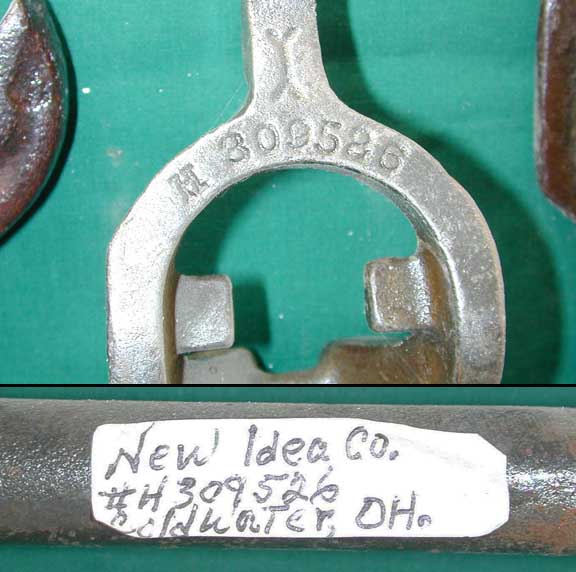 H 309526
New Idea Co.
#H309526
Coldwater, OH.